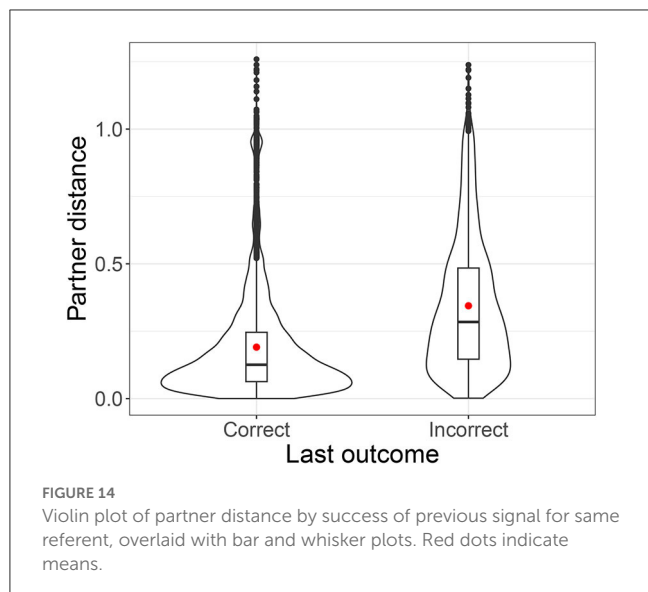 1.0
0.5
0.0
Partner distance
Correct
Incorrect
Last outcome
FIGURE 14
Violin plot of partner distance by success of previous signal for same
referent, overlaid with bar and whisker plots. Red dots indicate
means.